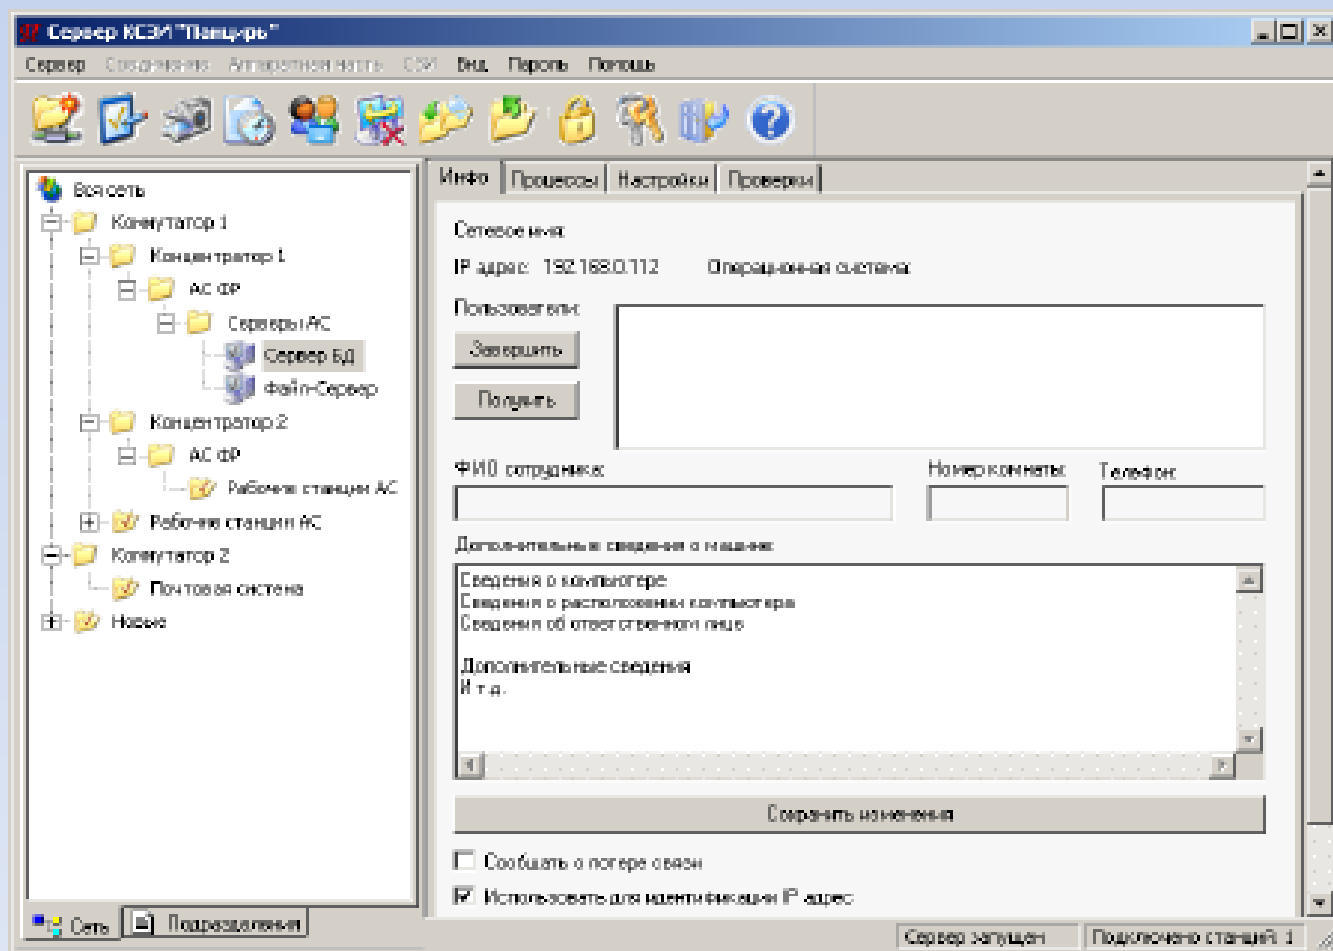 Сервер КСЗИ "Панцирь"
Сервер Соединение Аппаратная часть СЗИ Вид Пароль Помощь
Вся сеть
Коммутатор 1
Концентратор 1
АС ФР
Серверы АС
Сервер БД
Файл-Сервер
Концентратор 2
АС ФР
Рабочие станции АС
Рабочие станции АС
Коммутатор 2
Почтовая система
Новые
Сеть Подразделения
Инфо Процессы Настройки Проверки
Сетевое имя:
IP адрес: 192.168.0.112 Операционная система:
Пользователи:
Завершить
Получить
ФИО сотрудника: Номер комнаты: Телефон:
Дополнительные сведения о машине:
Сведения о компьютере
Сведения о расположении компьютера
Сведения об ответственном лице
Дополнительные сведения
И т.д.
Сохранить изменения
Сообщать о потере связи
Использовать для идентификации IP адрес
Сервер запущен Подключено станций: 1